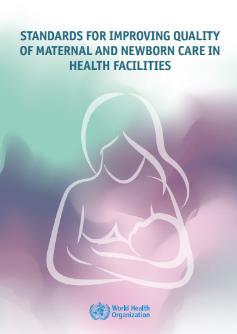 STANDARDS FOR IMPROVING QUALITY
OF MATERNAL AND NEWBORN CARE IN
HEALTH FACILITIES
World Health
Organization